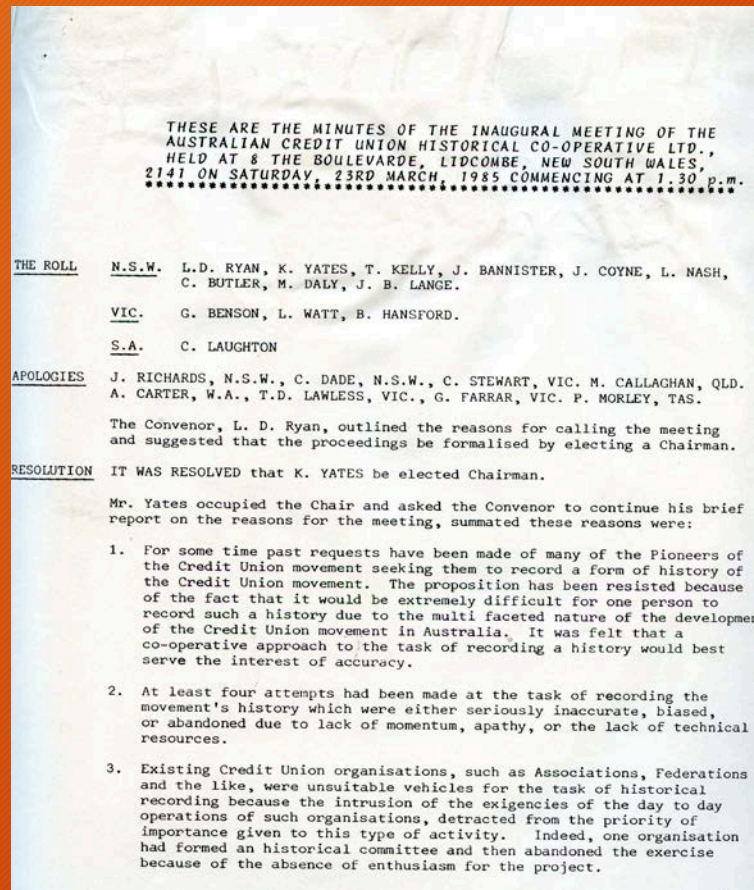 THESE ARE THE MINUTES OF THE INAUGURAL MEETING OF THE
AUSTRALIAN CREDIT UNION HISTORICAL CO-OPERATIVE LTD.,
HELD AT 8 THE BOULEVARDE, LIDCOMBE, NEW SOUTH WALES,
2141 ON SATURDAY, 23RD MARCH, 1985 COMMENCING AT 1.30 p.m.
THE ROLL N.S.W. L.D. RYAN, K. YATES, T. KELLY, J. BANNISTER, J. COYNE, L. NASH,
C. BUTLER, M. DALY, J. B. LANGE.
VIC. G. BENSON, L. WATT, B. HANSFORD.
S.A. C. LAUGHTON
APOLOGIES J. RICHARDS, N.S.W., C. DADE, N.S.W., C. STEWART, VIC. M. CALLAGHAN, QLD.
A. CARTER, W.A., T.D. LAWLESS, VIC., G. FARRAR, VIC. P. MORLEY, TAS.
The Convenor, L. D. Ryan, outlined the reasons for calling the meeting
and suggested that the proceedings be formalised by electing a Chairman.
RESOLUTION IT WAS RESOLVED that K. YATES be elected Chairman.
Mr. Yates occupied the Chair and asked the Convenor to continue his brief
report on the reasons for the meeting, summated these reasons were:
1. For some time past requests have been made of many of the Pioneers of
the Credit Union movement seeking them to record a form of history of
the Credit Union movement. The proposition has been resisted because
of the fact that it would be extremely difficult for one person to
record such a history due to the multi faceted nature of the developme
of the Credit Union movement in Australia. It was felt that a
co-operative approach to the task of recording a history would best
serve the interest of accuracy.
2. At least four attempts had been made at the task of recording the
movement's history which were either seriously inaccurate, biased,
or abandoned due to lack of momentum, apathy, or the lack of technical
resources.
3. Existing Credit Union organisations, such as Associations, Federations
and the like, were unsuitable vehicles for the task of historical
recording because the intrusion of the exigencies of the day to day
operations of such organisations, detracted from the priority of
importance given to this type of activity. Indeed, one organisation
had formed an historical committee and then abandoned the exercise
because of the absence of enthusiasm for the project.